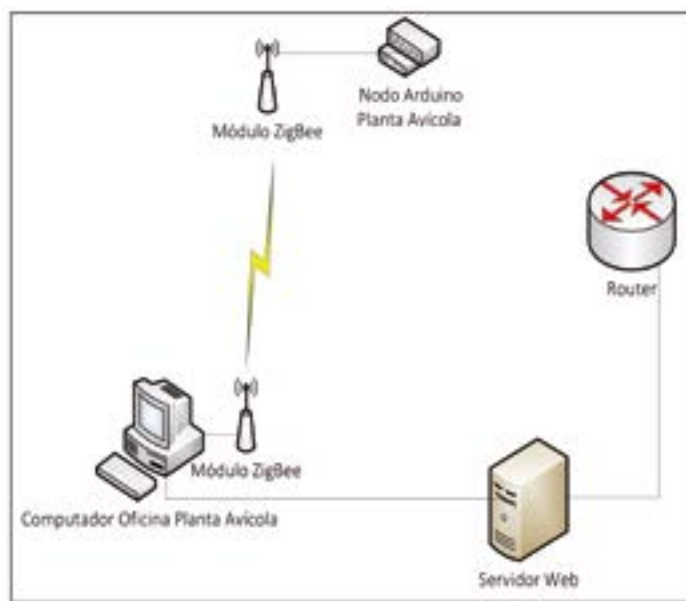 Nodo Arduino
Planta Avícola
Módulo ZigBee
Router
Módulo ZigBee
Computador Oficina Planta Avícola
Servidor Web